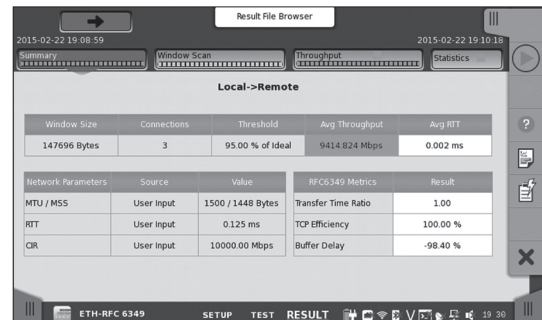 Result File Browser
2015-02-22 19:08:59
2015-02-22 19:10:18
Summary
Window Scan
Throughput
Statistics
Local->Remote
Window Size Connections Threshold Avg Throughput Avg RTT
147696 Bytes 3 95.00 % of Ideal 9414.824 Mbps 0.002 ms
Network Parameters Source Value
MTU / MSS User Input 1500 / 1448 Bytes
RTT User Input 0.125 ms
CIR User Input 10000.00 Mbps
RFC6349 Metrics Result
Transfer Time Ratio 1.00
TCP Efficiency 100.00 %
Buffer Delay -98.40 %
ETH-RFC 6349 SETUP TEST RESULT 19 30